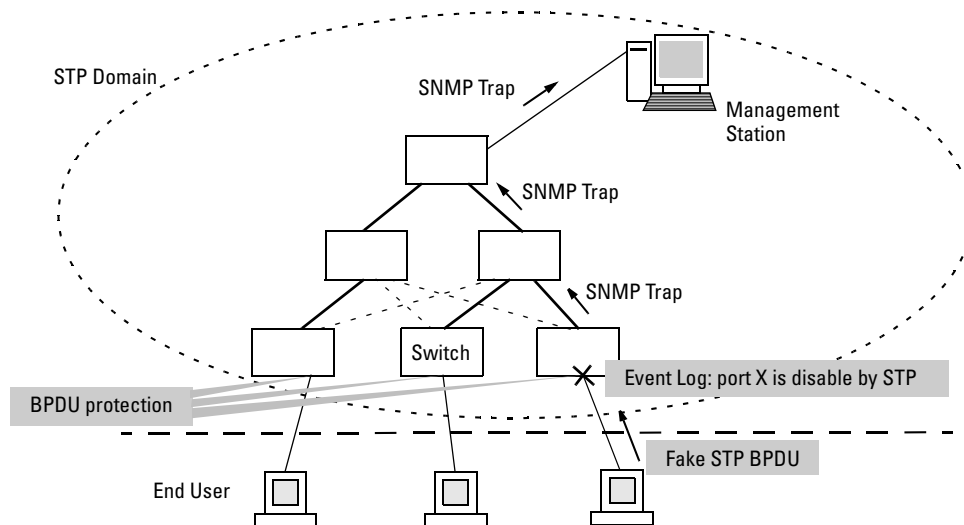 STP Domain
SNMP Trap
Management
Station
SNMP Trap
SNMP Trap
Switch
Event Log: port X is disable by STP
BPDU protection
Fake STP BPDU
End User